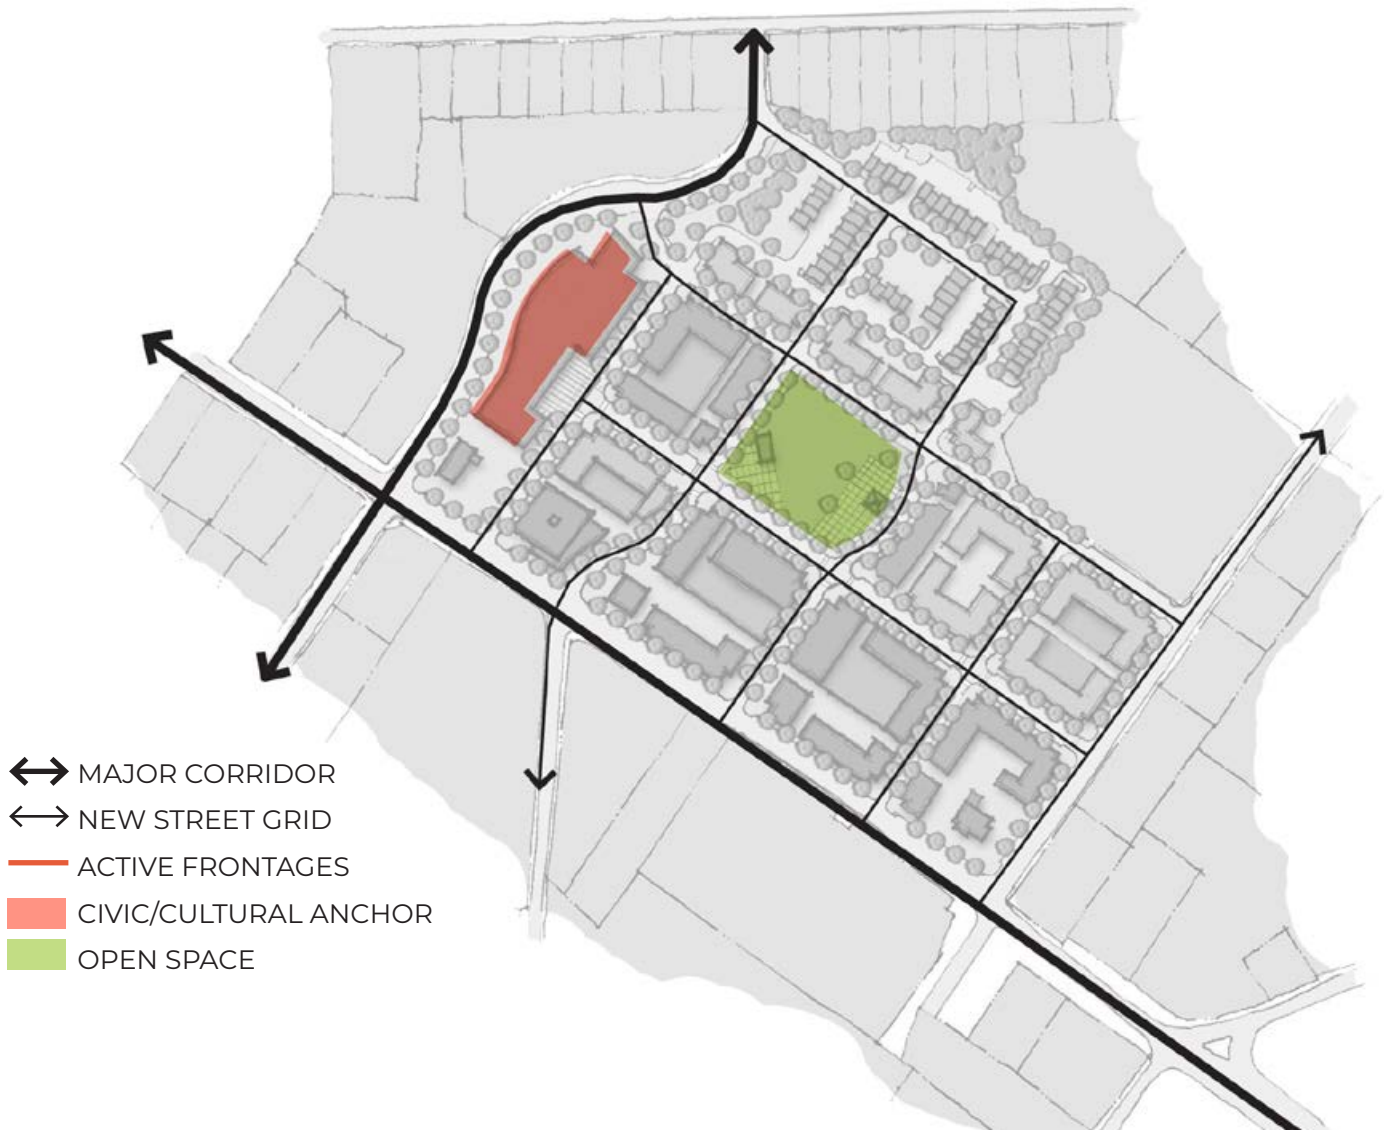 MAJOR CORRIDOR
NEW STREET GRID
ACTIVE FRONTAGES
CIVIC/CULTURAL ANCHOR
OPEN SPACE